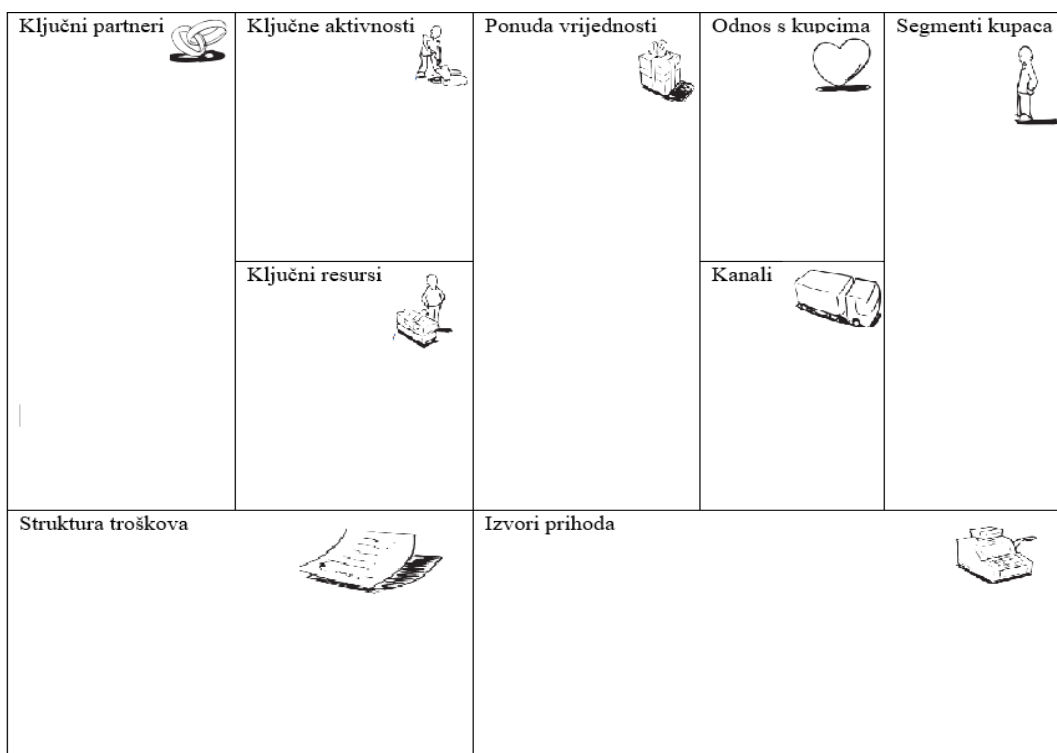 Ključni partneri
Ključne aktivnosti
Ponuda vrijednosti
Odnos s kupcima
Segmenti kupaca
Ključni resursi
Kanali
Struktura troškova
Izvori prihoda